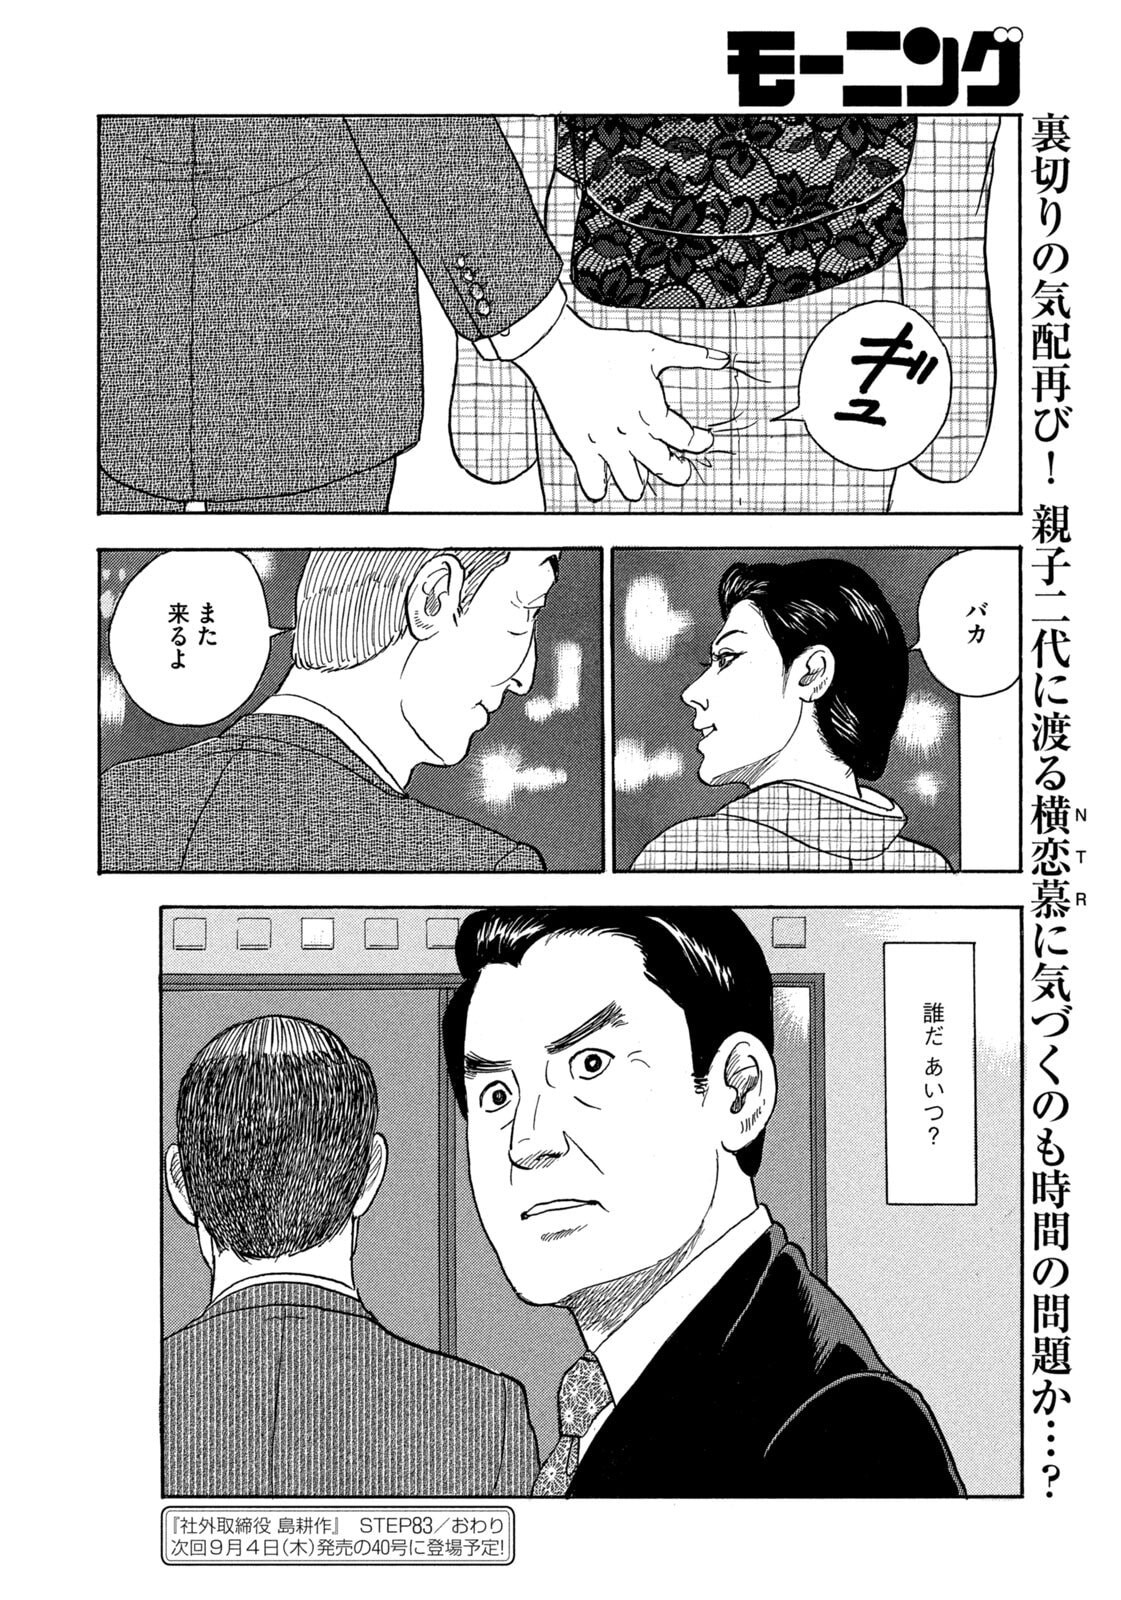 モーニング
裏切りの気配再び! 親子二代に渡る横恋慕に気づくのも時間の問題か…?
NTR
ギュ
バカ
また
来るよ
誰だ あいつ?
『社外取締役 島耕作』 STEP83/おわり
次回9月4日(木)発売の40号に登場予定!